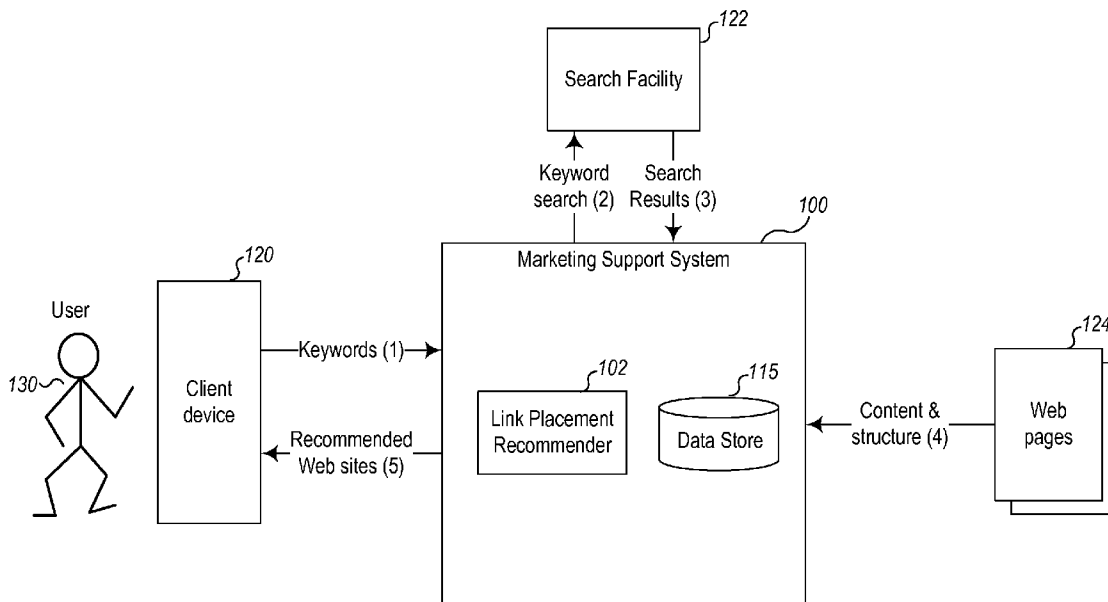 122
Search Facility
Keyword
search (2)
Search
Results (3)
100
Marketing Support System
120
User
130
Client
device
Keywords (1)
Recommended
Web sites (5)
102
Link Placement
Recommender
115
Data Store
Content &
structure (4)
124
Web
pages